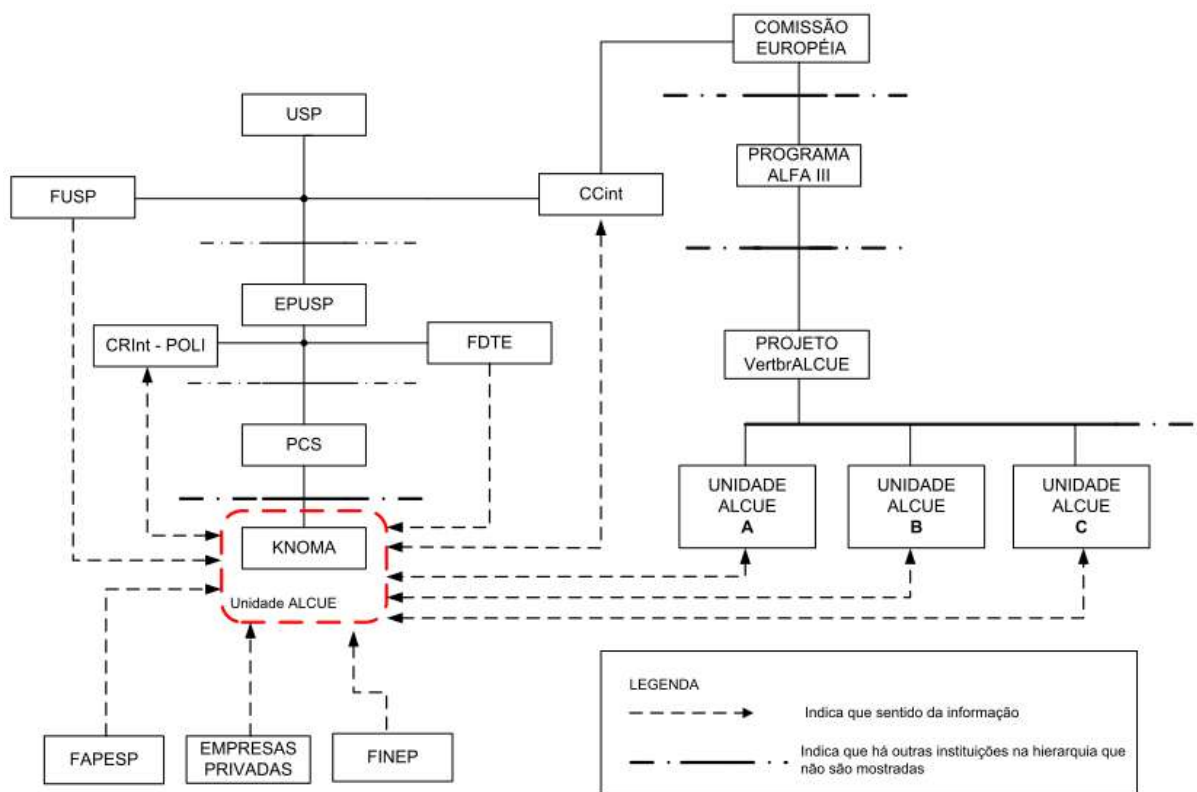 COMISSÃO
EUROPÉIA
USP
PROGRAMA
ALFA III
FUSP
CCint
EPUSP
CRInt - POLI
FDTE
PROJETO
VertbrALCUE
PCS
UNIDADE
ALCUE
A
UNIDADE
ALCUE
B
UNIDADE
ALCUE
C
KNOMA
Unidade ALCUE
FAPESP
EMPRESAS
PRIVADAS
FINEP
LEGENDA
Indica que sentido da informação
Indica que há outras instituições na hierarquia que
não são mostradas